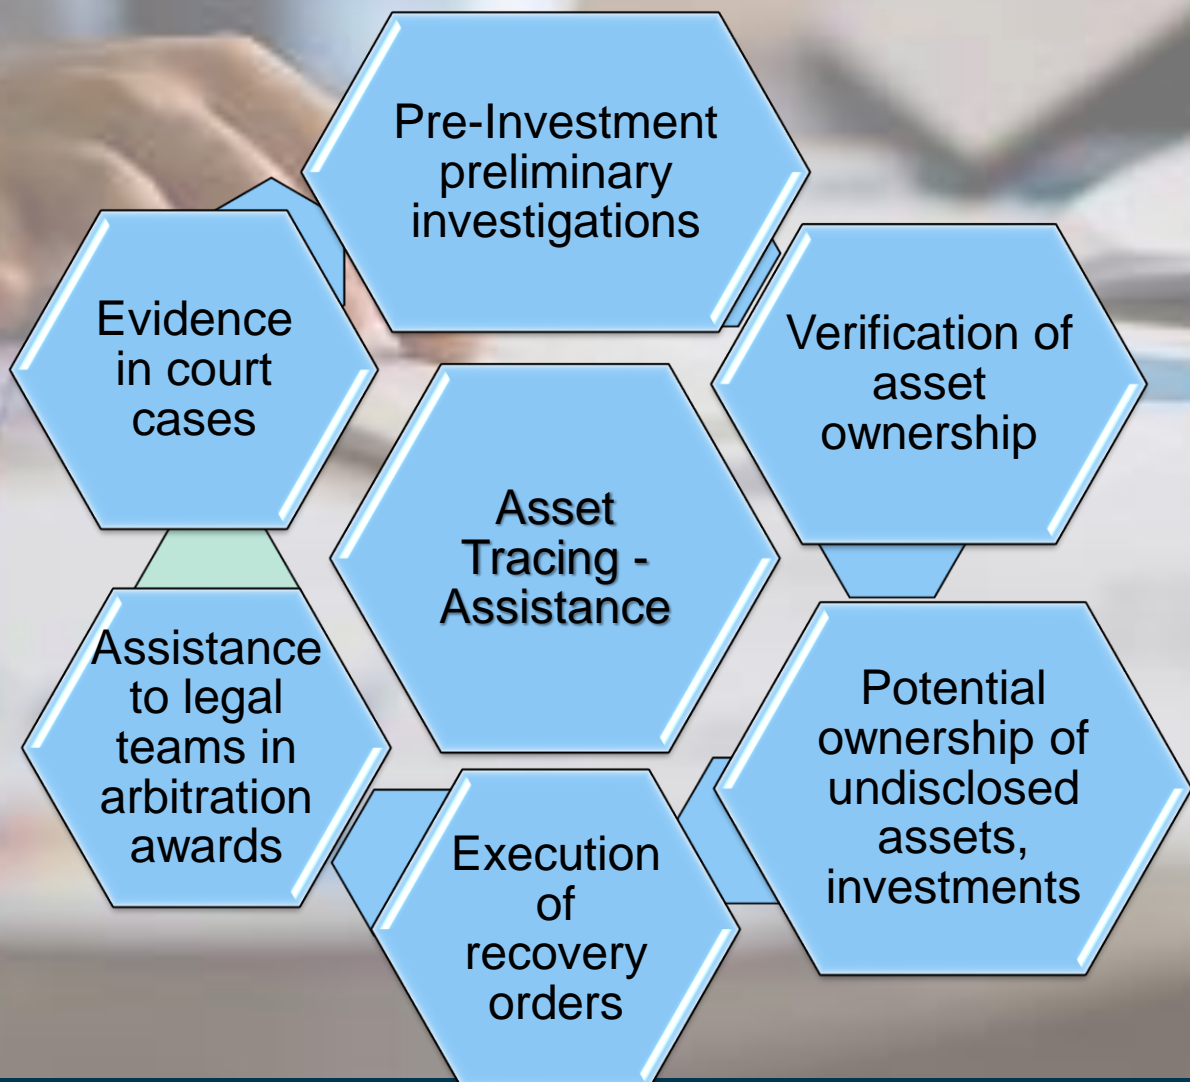 Pre-Investment
preliminary
investigations
Evidence
in court
cases
Verification of
asset
ownership
Asset
Tracing -
Assistance
Assistance
to legal
teams in
arbitration
awards
Potential
ownership of
undisclosed
assets,
investments
Execution
of
recovery
orders